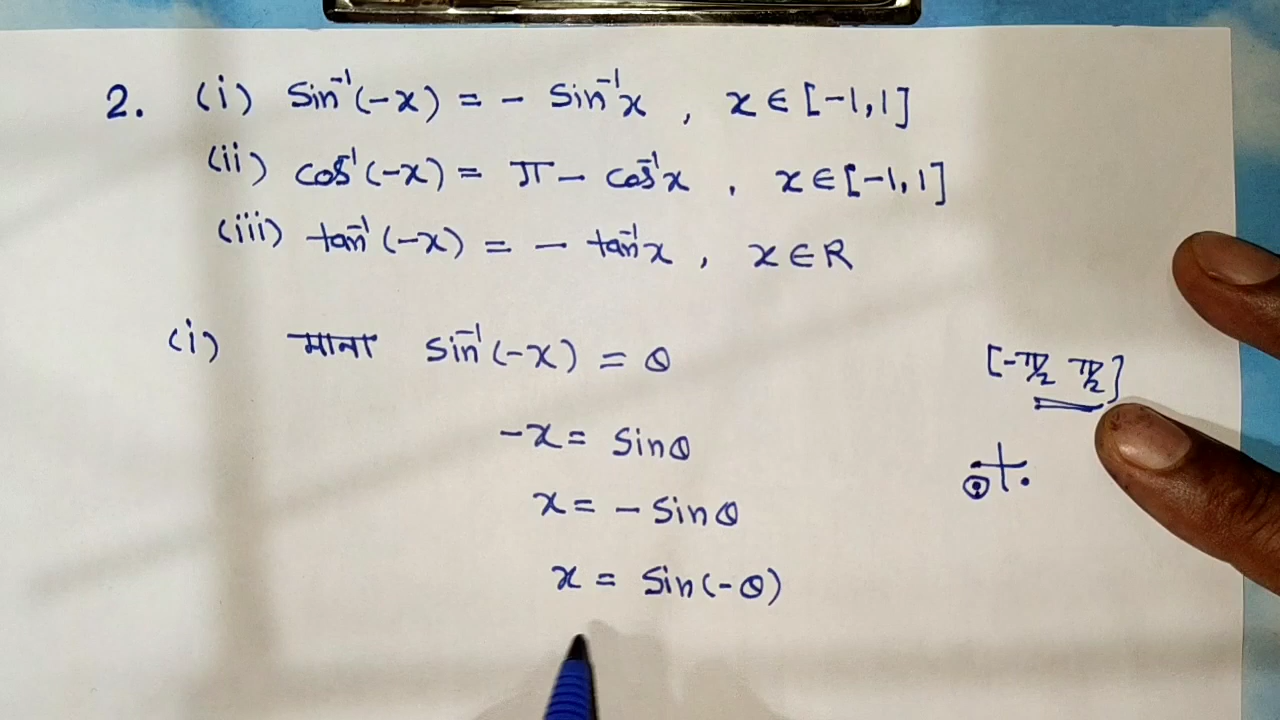 2. (i) Sin⁻¹(-x) = - Sin⁻¹x , x ∈ [-1,1]
(ii) cos⁻¹(-x) = π - cos⁻¹x , x ∈ [-1,1]
(iii) tan⁻¹(-x) = - tan⁻¹x , x ∈ R
(i) माना sin⁻¹(-x) = θ
[-π/2 π/2]
-x = sinθ
x = - sinθ
x = sin(-θ)